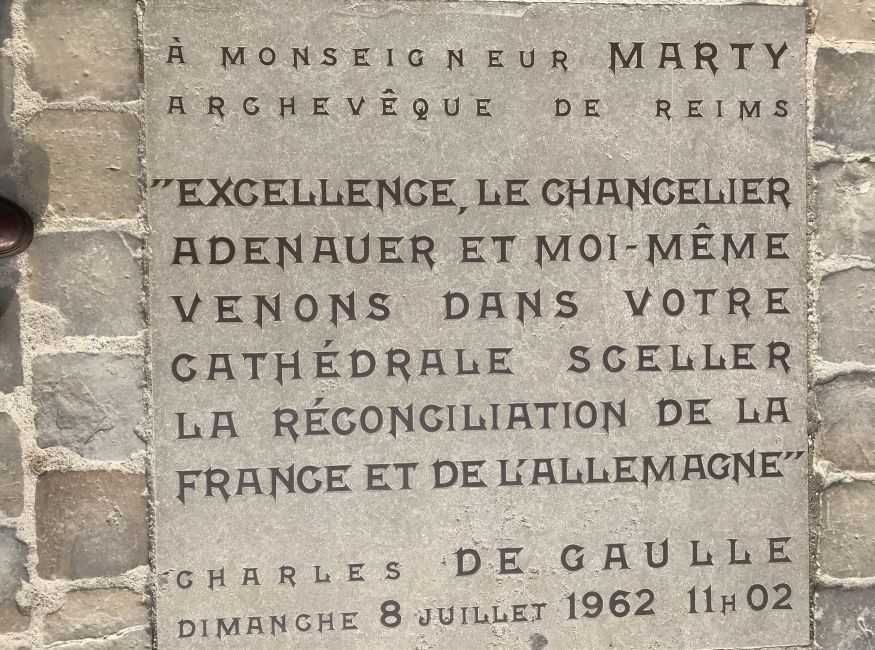 À MONSEIGNEUR MARTY
ARCHEVÊQUE DE REIMS
"EXCELLENCE, LE CHANCELIER
ADENAUER ET MOI-MÊME
VENONS DANS VOTRE
CATHÉDRALE SCELLER
LA RÉCONCILIATION DE LA
FRANCE ET DE L'ALLEMAGNE"
CHARLES DE GAULLE
DIMANCHE 8 JUILLET 1962 11H02